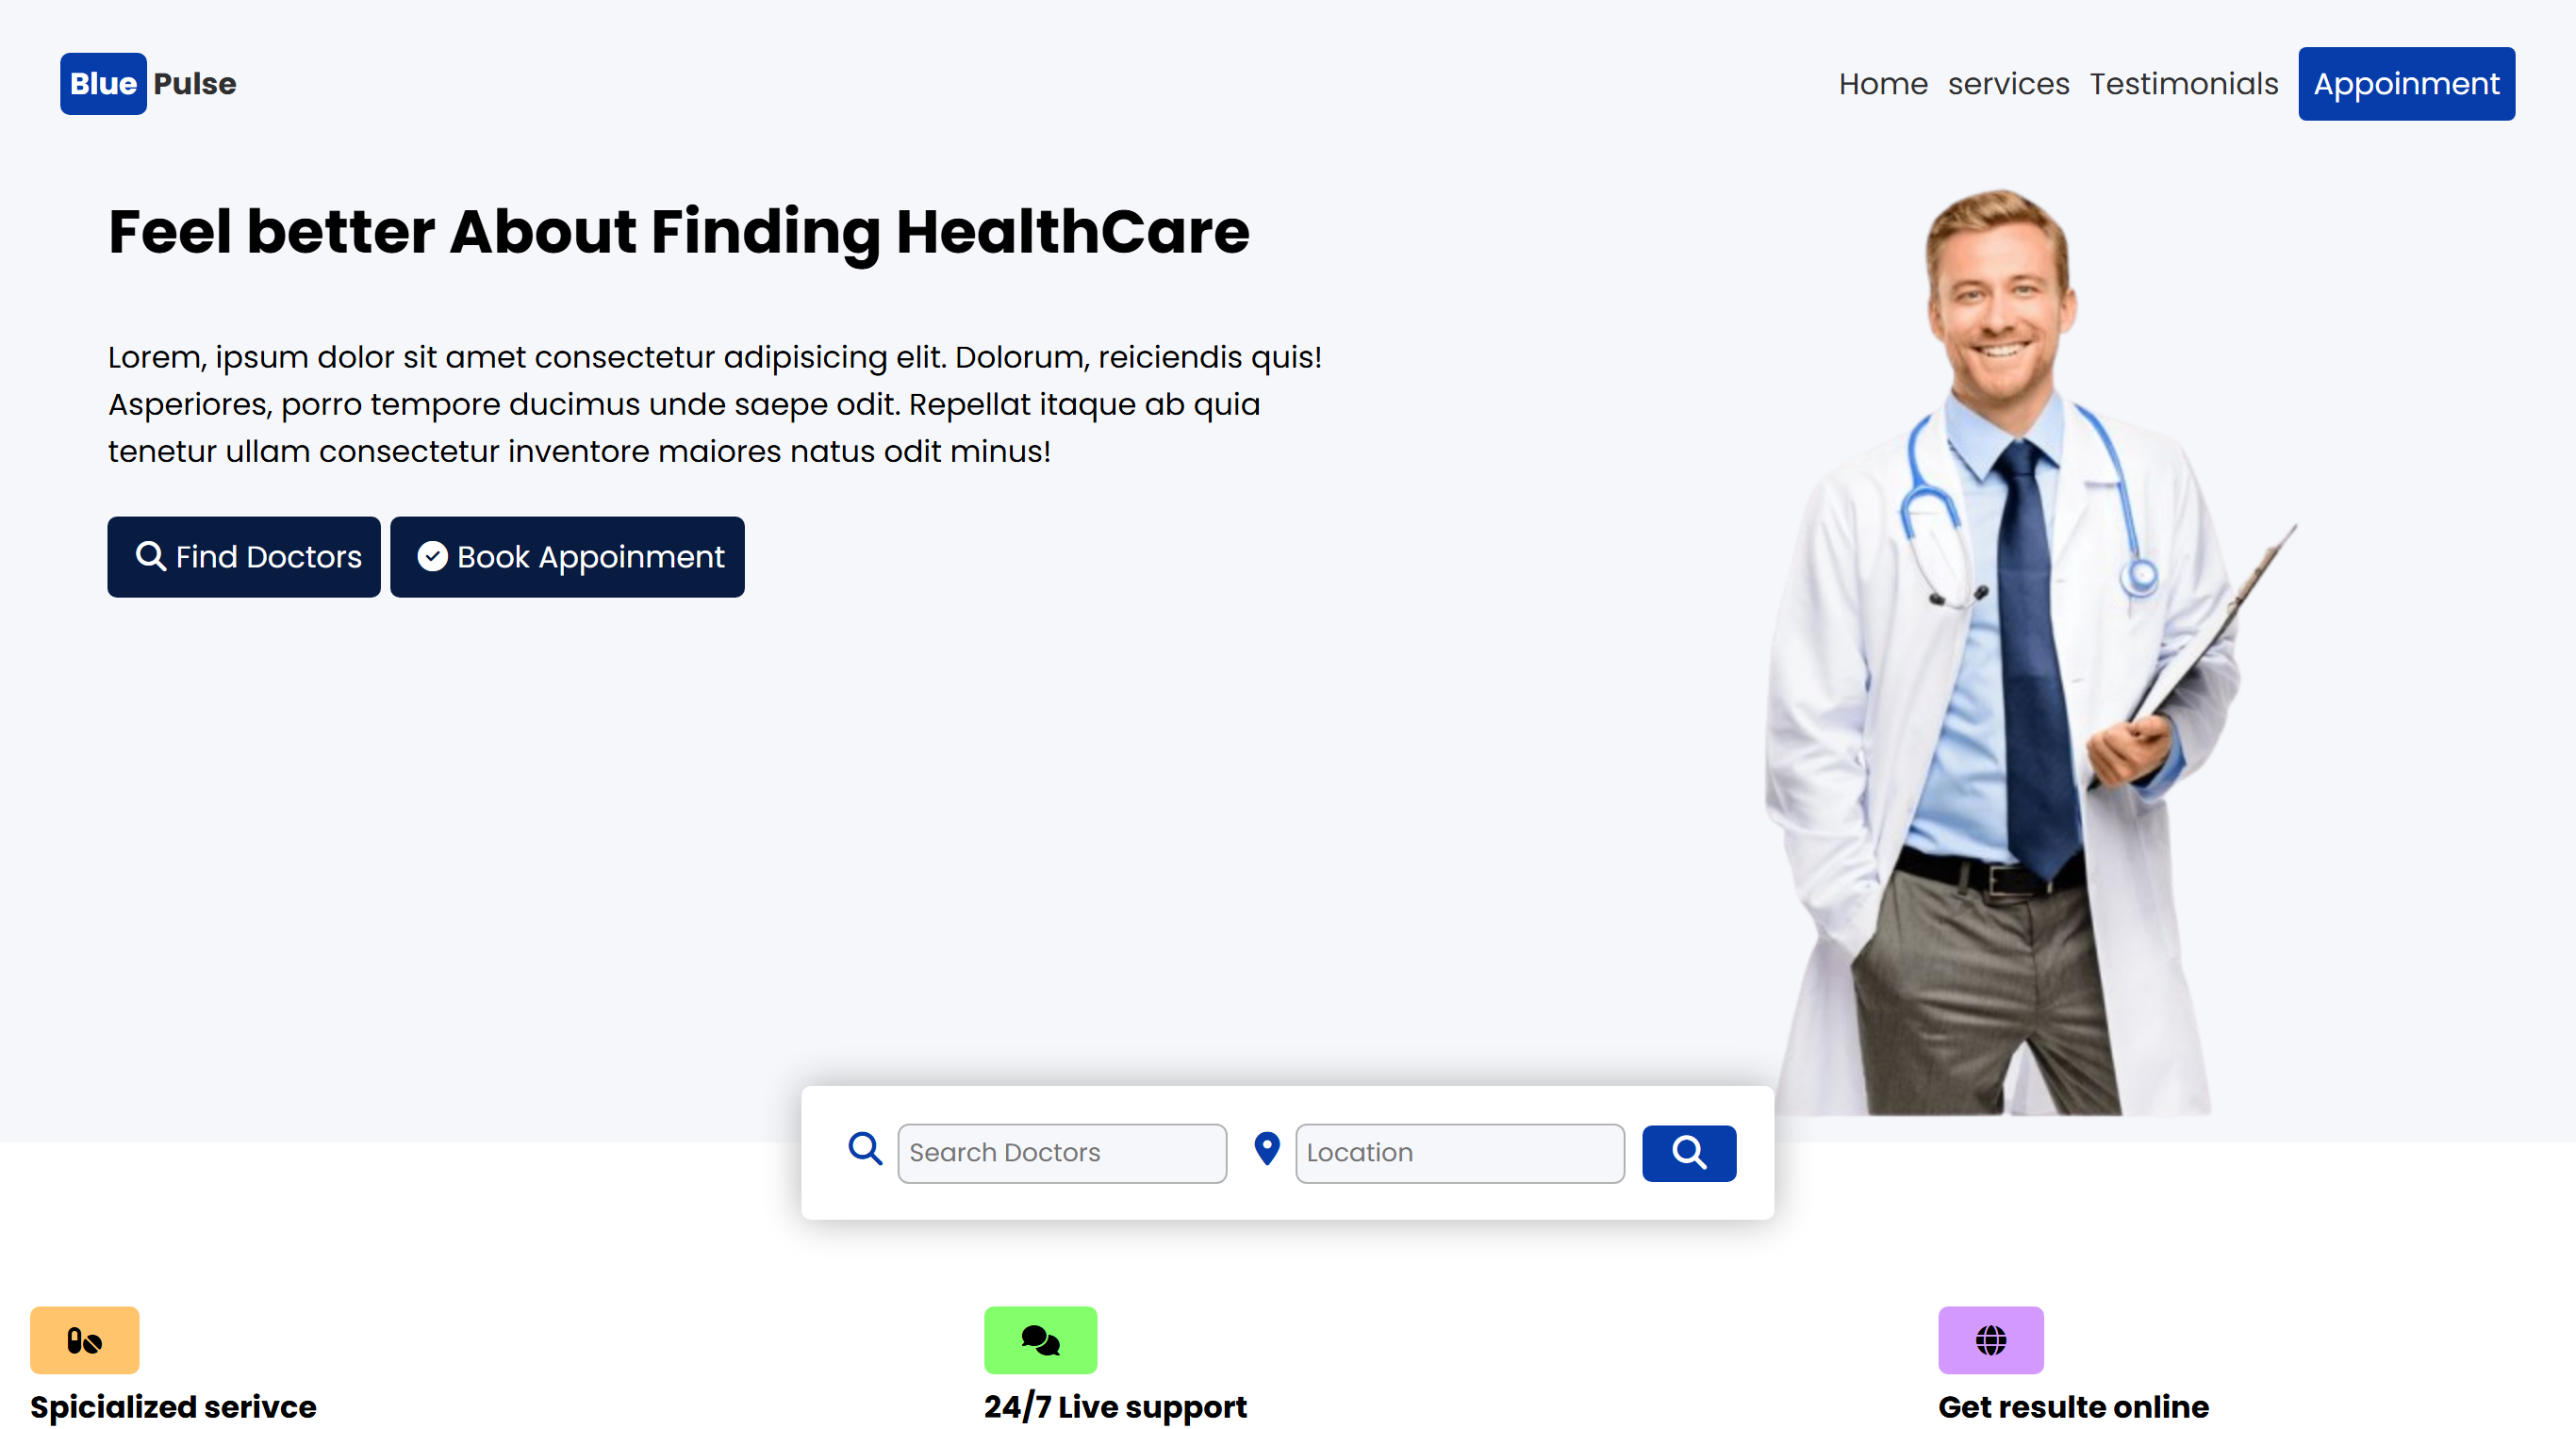 Blue Pulse
Home services Testimonials Appoinment
Feel better About Finding HealthCare
Lorem, ipsum dolor sit amet consectetur adipisicing elit. Dolorum, reiciendis quis!
Asperiores, porro tempore ducimus unde saepe odit. Repellat itaque ab quia
tenetur ullam consectetur inventore maiores natus odit minus!
Find Doctors
Book Appoinment
Search Doctors
Location
Spicialized serivce
24/7 Live support
Get resulte online